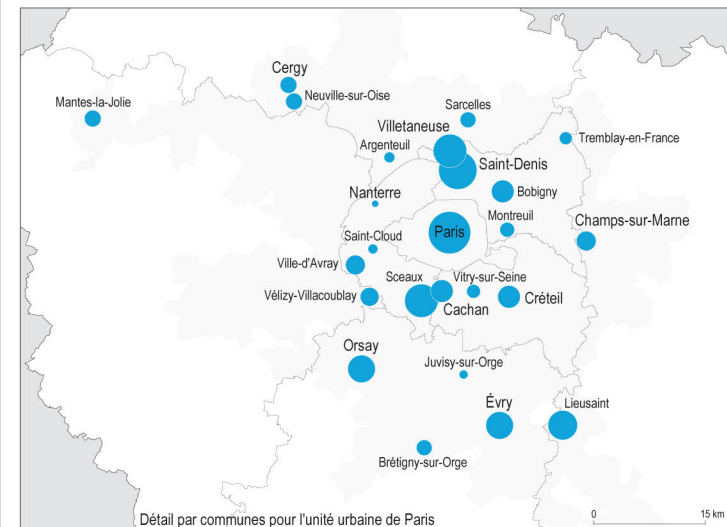 Cergy
Mantes-la-Jolie
Neuville-sur-Oise
Sarcelles
Villetaneuse
Tremblay-en-France
Argenteuil
Saint-Denis
Nanterre
Bobigny
Montreuil
Champs-sur-Marne
Paris
Saint-Cloud
Ville-d'Avray
Sceaux
Vitry-sur-Seine
Vélizy-Villacoublay
Créteil
Cachan
Orsay
Juvisy-sur-Orge
Évry
Lieusaint
Brétigny-sur-Orge
Détail par communes pour l'unité urbaine de Paris
0 15 km